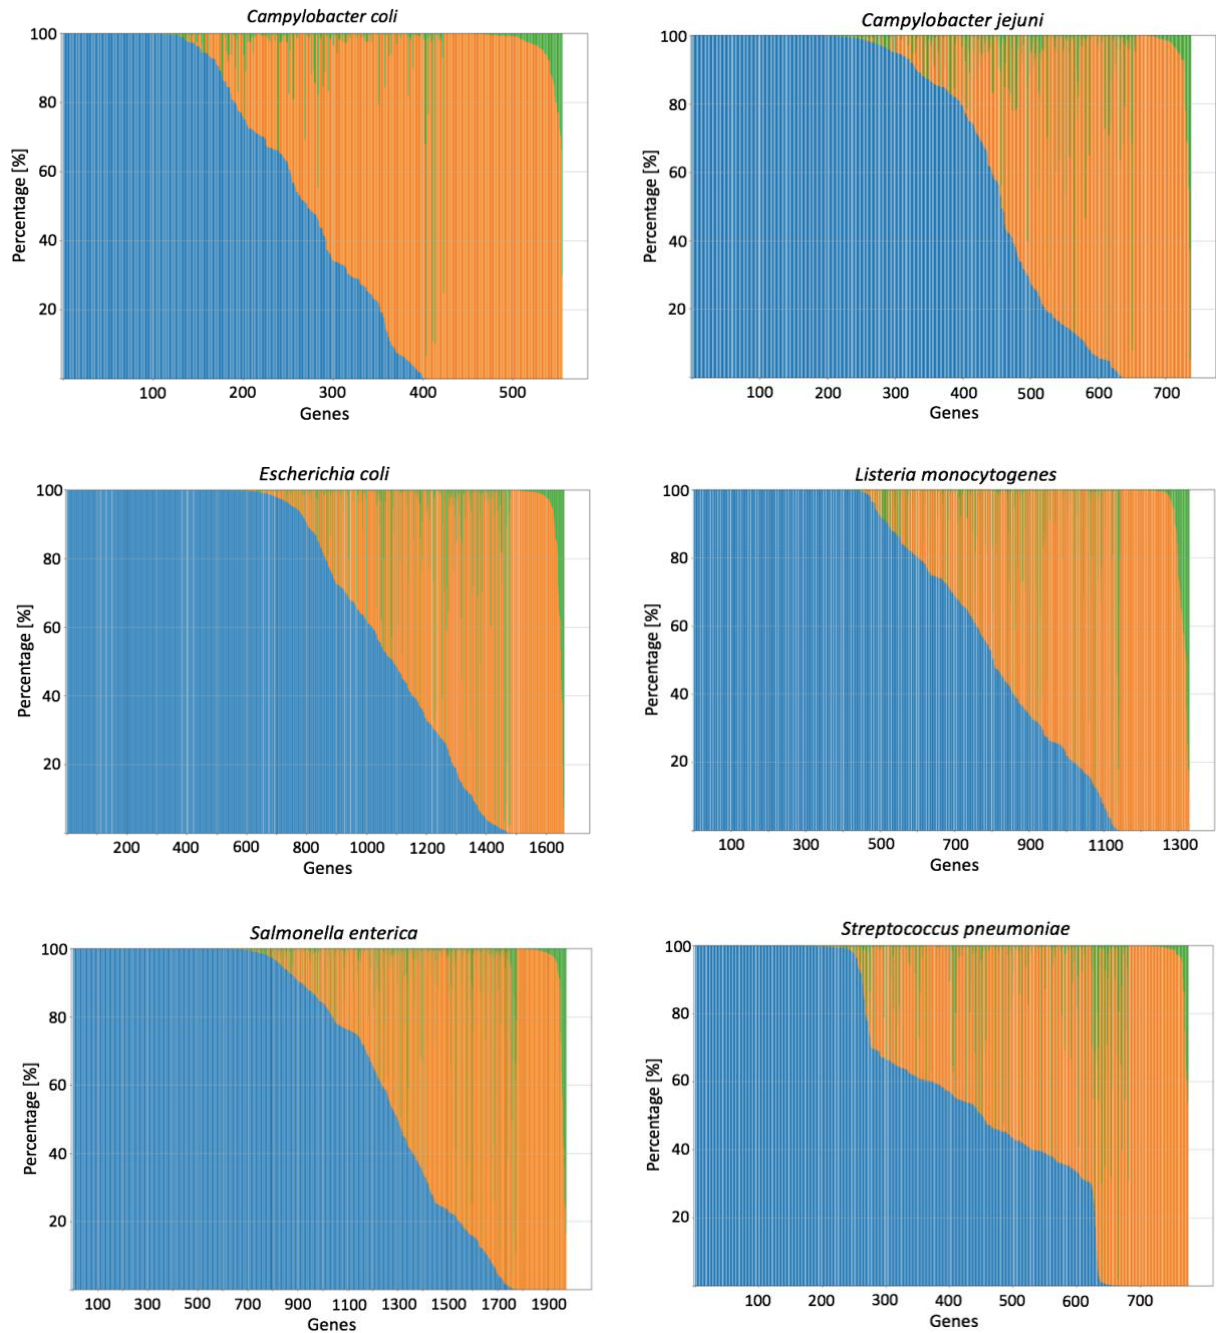 Campylobacter coli
100
80
60
40
20
Percentage [%]
100 200 300 400 500
Genes
Campylobacter jejuni
100
80
60
40
20
Percentage [%]
100 200 300 400 500 600 700
Genes
Escherichia coli
100
80
60
40
20
Percentage [%]
200 400 600 800 1000 1200 1400 1600
Genes
Listeria monocytogenes
100
80
60
40
20
Percentage [%]
100 300 500 700 900 1100 1300
Genes
Salmonella enterica
100
80
60
40
20
Percentage [%]
100 300 500 700 900 1100 1300 1500 1700 1900
Genes
Streptococcus pneumoniae
100
80
60
40
20
Percentage [%]
100 200 300 400 500 600 700
Genes